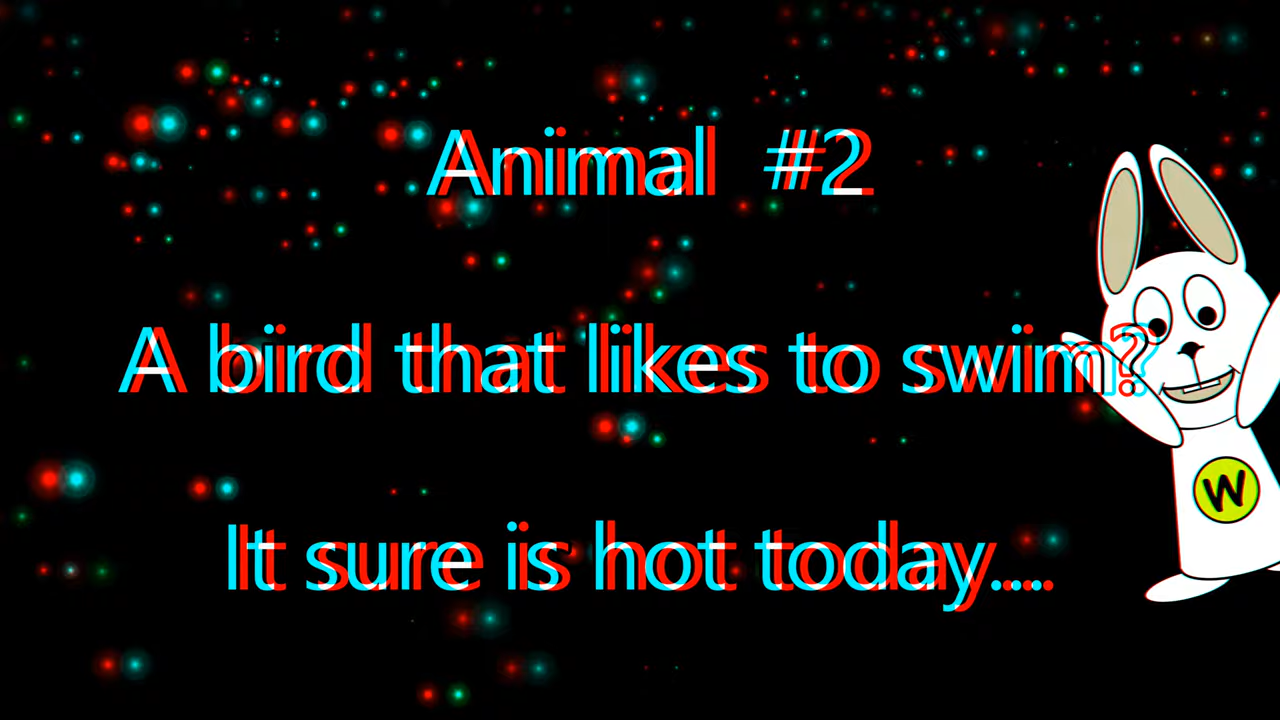 Animal #2
A bird that likes to swim?
It sure is hot today....
W